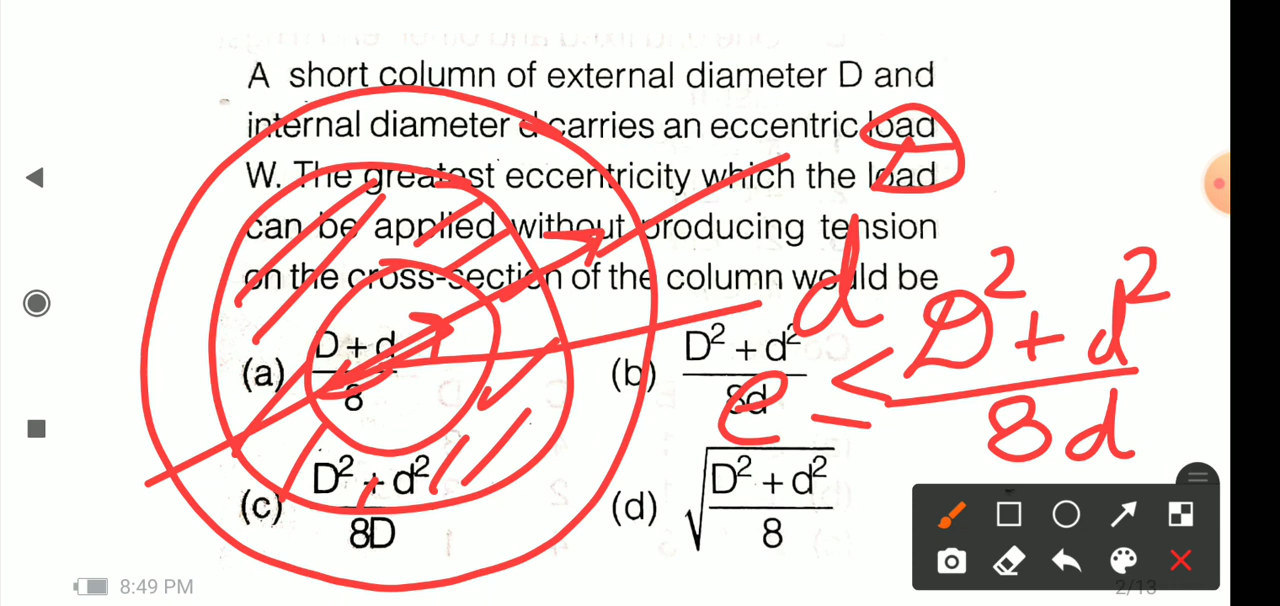 A short column of external diameter D and
internal diameter d carries an eccentric load
W. The greatest eccentricity which the load
can be applied without producing tension
on the cross-section of the column would be
(a) D + d / 8
(b) D² + d² / 8d
(c) D² + d² / 8D
(d) √(D² + d² / 8)
D
d
e ≤ D² + d² / 8d
8:49 PM
2/13